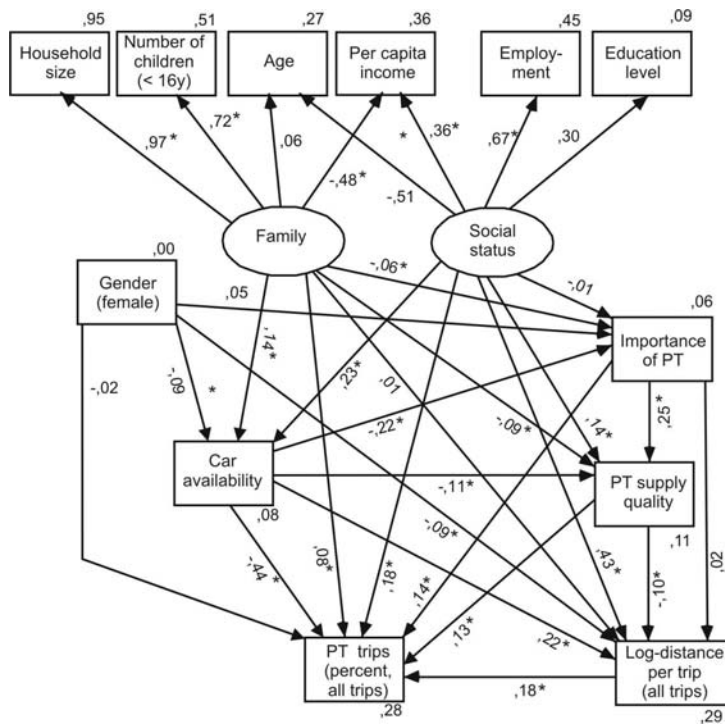 ,95
,51
,27
,36
,45
,09
Household
size
Number of
children
(< 16y)
Age
Per capita
income
Employ-
ment
Education
level
,97*
,72*
,06
-,48*
*
,36*
-,51
,67*
,30
Family
Social
status
,00
Gender
(female)
,05
-,06*
-,01
,06
Importance
of PT
-,02
-,09
*
,14*
,23*
,01
-,22*
-,09*
,14*
,25*
Car
availability
,08
-,11*
PT supply
quality
,11
-,09*
-,44*
,08*
,18*
,14*
,13*
,22*
,43*
-,10*
,02
PT trips
(percent,
all trips)
,28
,18*
Log-distance
per trip
(all trips)
,29